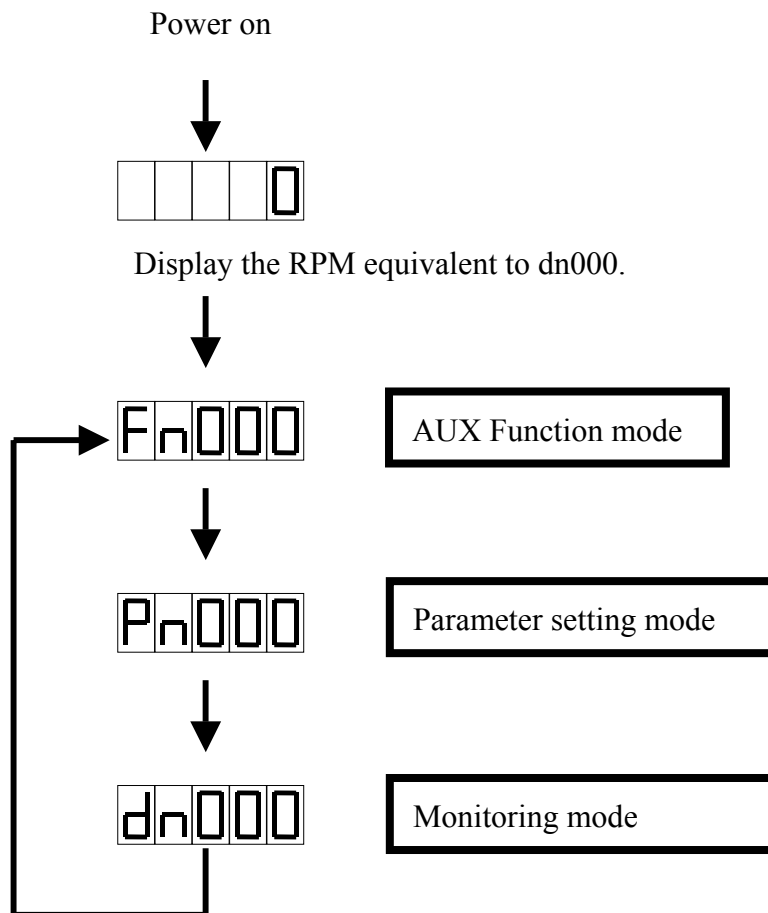 Power on
0
Display the RPM equivalent to dn000.
Fn000
AUX Function mode
Pn000
Parameter setting mode
dn000
Monitoring mode